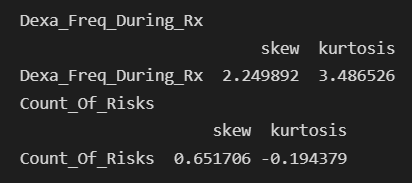 Dexa_Freq_During_Rx
skew kurtosis
Dexa_Freq_During_Rx 2.249892 3.486526
Count_Of_Risks
skew kurtosis
Count_Of_Risks 0.651706 -0.194379